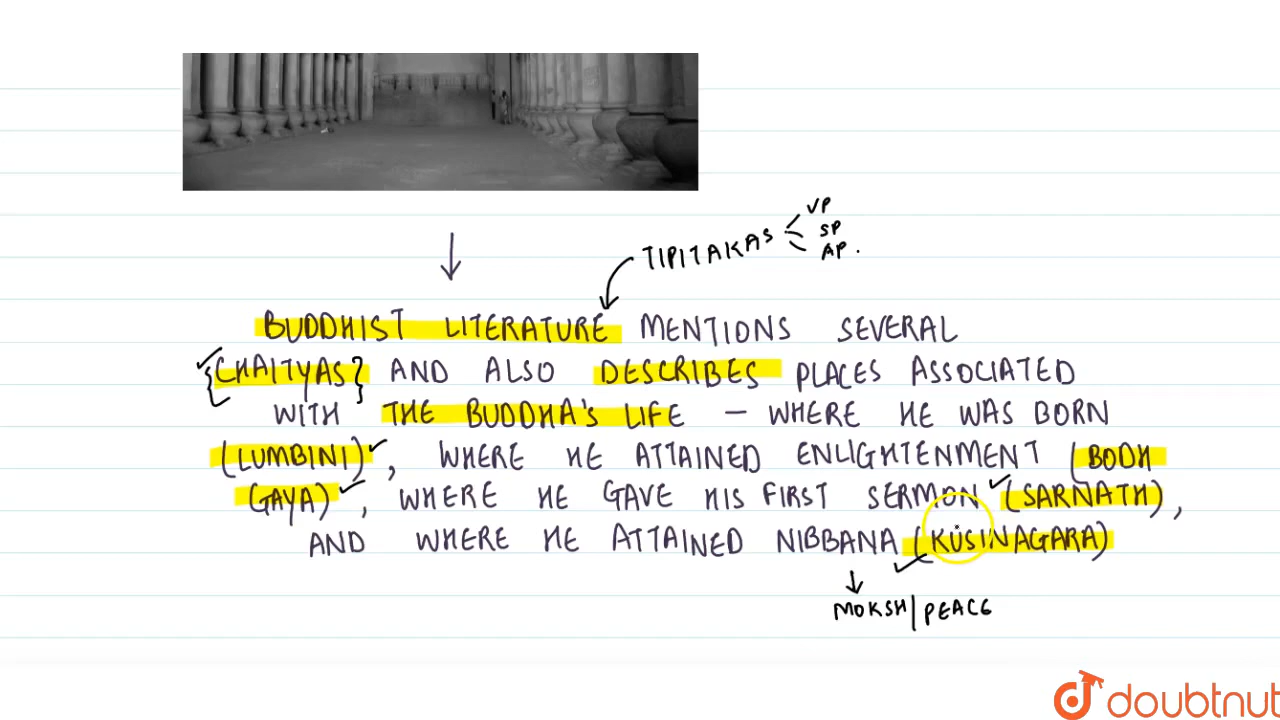 VP
SP
TIPITAKAS
AP.
BUDDHIST LITERATURE MENTIONS SEVERAL
{CHAITYAS} AND ALSO DESCRIBES PLACES ASSOCIATED
WITH THE BUDDHA'S LIFE – WHERE HE WAS BORN
(LUMBINI), WHERE HE ATTAINED ENLIGHTENMENT (BODH
GAYA), WHERE HE GAVE HIS FIRST SERMON (SARNATH),
AND WHERE HE ATTAINED NIBBANA (KUSINAGARA)
MOKSH/PEACE
doubtnut